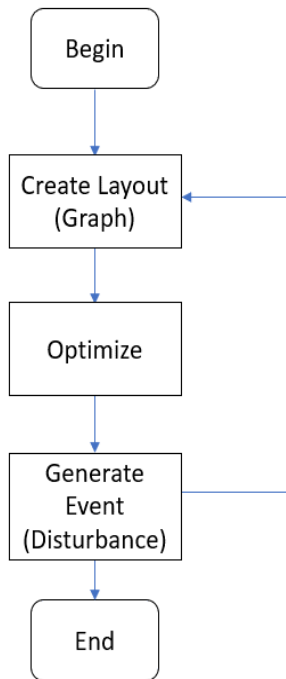 Begin
Create Layout
(Graph)
Optimize
Generate
Event
(Disturbance)
End